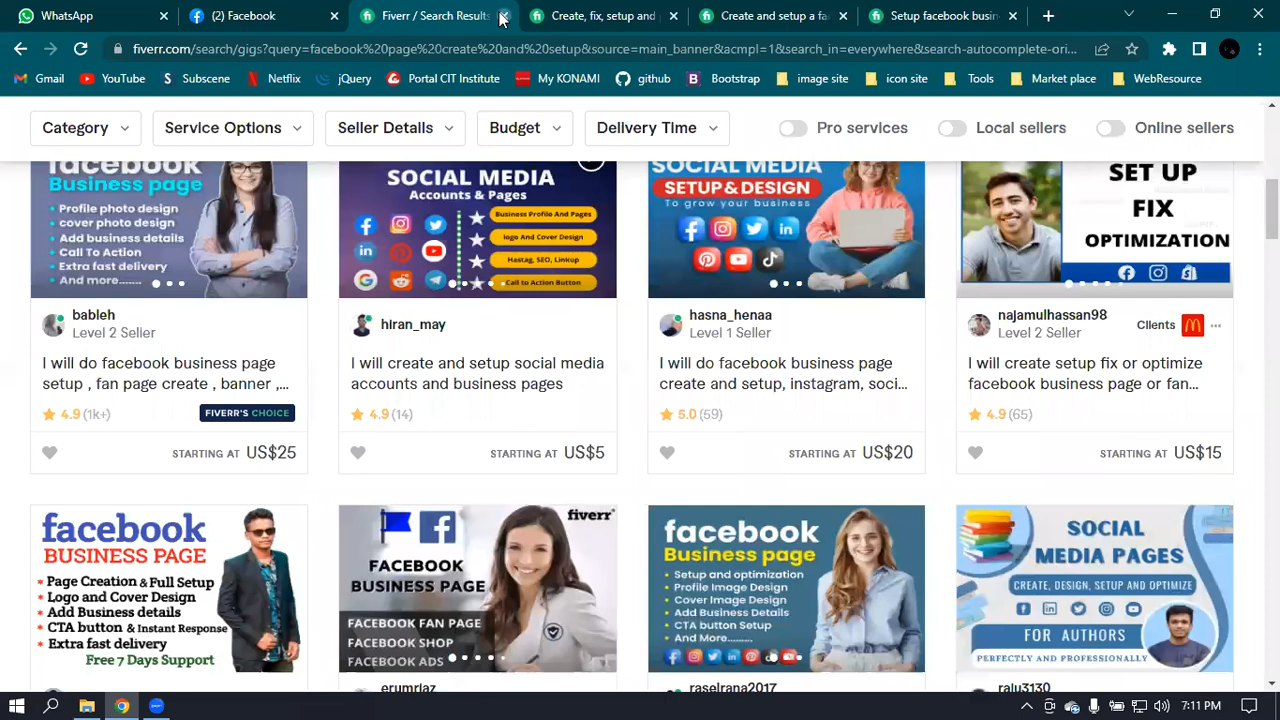 WhatsApp
(2) Facebook
Fiverr / Search Results
Create, fix, setup and
Create and setup a fa
Setup facebook busin
fiverr.com/search/gigs?query=facebook%20page%20create%20and%20setup&source=main_banner&acmpl=1&search_in=everywhere&search-autocomplete-ori...
Gmail
YouTube
Subscene
Netflix
jQuery
Portal CIT Institute
My KONAMI
github
Bootstrap
image site
icon site
Tools
Market place
WebResource
Category
Service Options
Seller Details
Budget
Delivery Time
Pro services
Local sellers
Online sellers
facebook
Business page
Profile photo design
cover photo design
Add business details
Call To Action
Extra fast delivery
And more......
SOCIAL MEDIA
Accounts & Pages
Business Profile And Pages
logo And Cover Design
Hastag, SEO, Linkup
Call to Action Button
SOCIAL MEDIA
SETUP & DESIGN
To grow your business
SET UP
FIX
OPTIMIZATION
bableh
Level 2 Seller
I will do facebook business page
setup , fan page create , banner ,...
4.9 (1k+)
FIVERR'S CHOICE
STARTING AT US$25
hiran_may
I will create and setup social media
accounts and business pages
4.9 (14)
STARTING AT US$5
hasna_henaa
Level 1 Seller
I will do facebook business page
create and setup, instagram, soci...
5.0 (59)
STARTING AT US$20
najamulhassan98
Level 2 Seller
Clients
I will create setup fix or optimize
facebook business page or fan...
4.9 (65)
STARTING AT US$15
facebook
BUSINESS PAGE
* Page Creation & Full Setup
* Logo and Cover Design
* Add Business details
* CTA button & Instant Response
* Extra fast delivery
Free 7 Days Support
fiverr®
FACEBOOK
BUSINESS PAGE
FACEBOOK FAN PAGE
FACEBOOK SHOP
FACEBOOK ADS
erumriaz
facebook
Business page
Setup and optimization
Profile Image Design
Cover Image Design
Add Business Details
CTA button Setup
And More.........
raselrana2017
SOCIAL
MEDIA PAGES
CREATE, DESIGN, SETUP AND OPTIMIZE
FOR AUTHORS
PERFECTLY AND PROFESSIONALLY
raju3130
7:11 PM